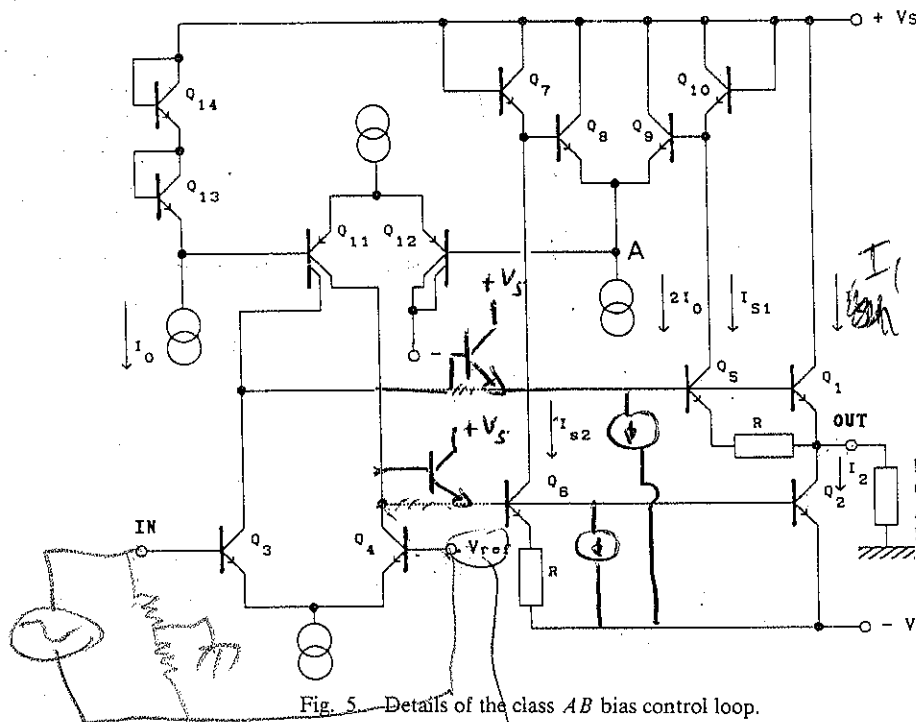 + Vs
Q14
Q7
Q10
Q8
Q9
Q13
Q11
Q12
A
+ Vs
I0
2I0
IS1
I1
-
Q5
Q1
+ Vs
Is2
R
OUT
I2
Q6
Q2
IN
Q3
Q4
Vref
R
- V
Fig. 5. Details of the class AB bias control loop.